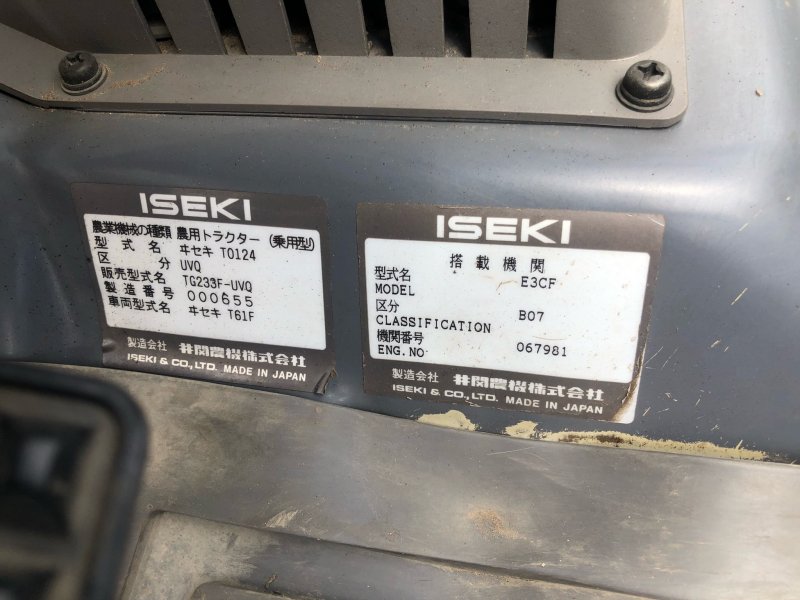 ISEKI
農業機械の種類 農用トラクター(乗用型)
型式名 ヰセキ T0124
区分 UVQ
販売型式名 TG233F-UVQ
製造番号 000655
車両型式名 ヰセキ T61F
製造会社 井関農機株式会社
ISEKI & CO., LTD. MADE IN JAPAN
ISEKI
搭載機関
型式名
MODEL E3CF
区分
CLASSIFICATION B07
機関番号
ENG. NO 067981
製造会社 井関農機株式会社
ISEKI & CO., LTD. MADE IN JAPAN